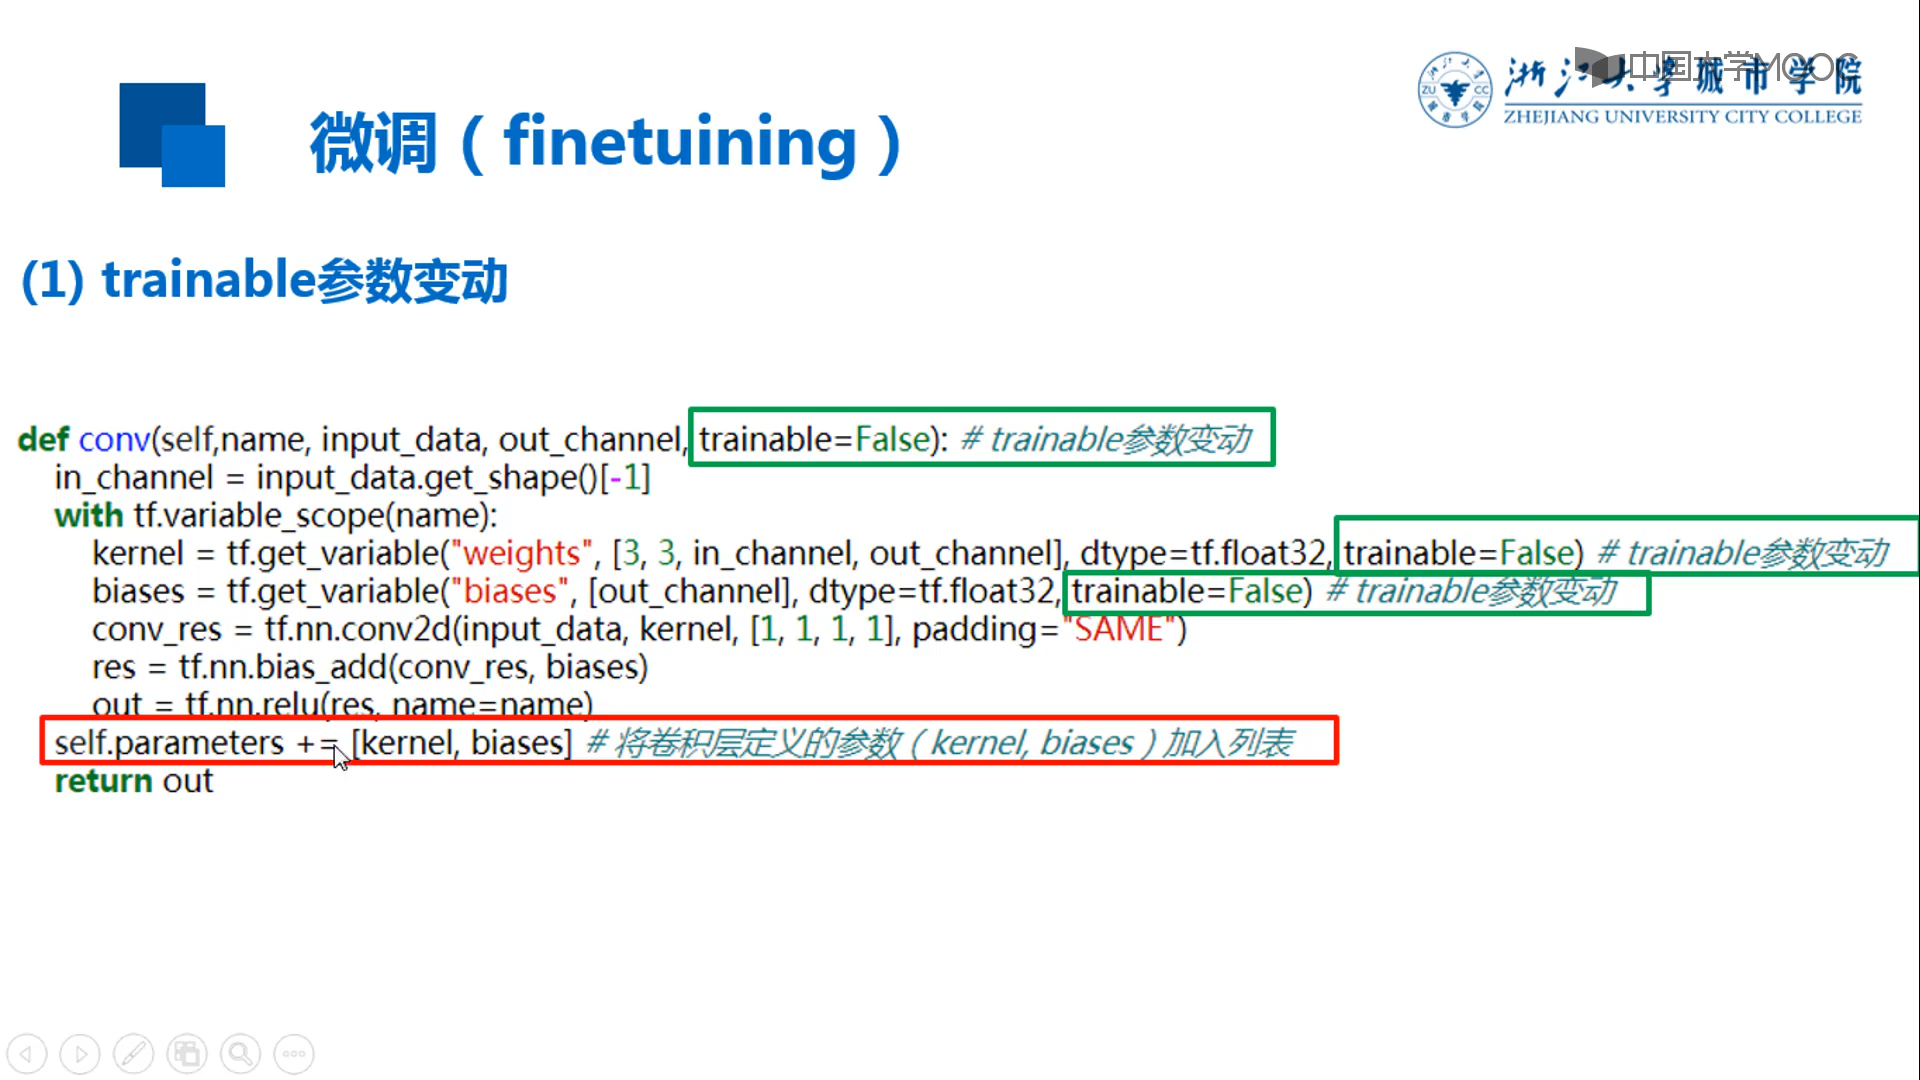 中国大学MOOC
浙江大学城市学院
ZHEJIANG UNIVERSITY CITY COLLEGE
微调（finetuining）
(1) trainable参数变动
def conv(self,name, input_data, out_channel, trainable=False): # trainable参数变动
in_channel = input_data.get_shape()[-1]
with tf.variable_scope(name):
kernel = tf.get_variable("weights", [3, 3, in_channel, out_channel], dtype=tf.float32, trainable=False) # trainable参数变动
biases = tf.get_variable("biases", [out_channel], dtype=tf.float32, trainable=False) # trainable参数变动
conv_res = tf.nn.conv2d(input_data, kernel, [1, 1, 1, 1], padding="SAME")
res = tf.nn.bias_add(conv_res, biases)
out = tf.nn.relu(res, name=name)
self.parameters += [kernel, biases] # 将卷积层定义的参数（kernel, biases）加入列表
return out